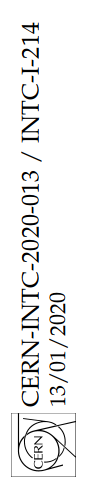 CERN-INTC-2020-013 / INTC-I-214
13/01/2020
CERN